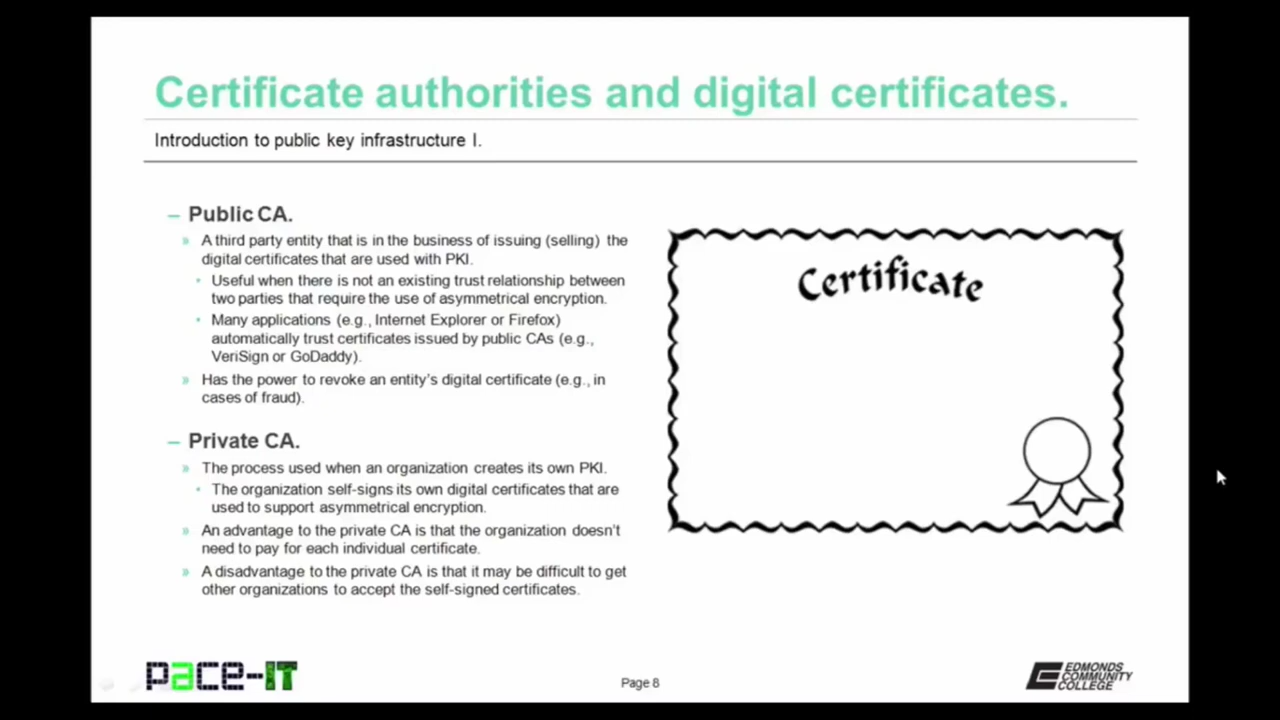 Certificate authorities and digital certificates.
Introduction to public key infrastructure I.
– Public CA.
» A third party entity that is in the business of issuing (selling) the
digital certificates that are used with PKI.
• Useful when there is not an existing trust relationship between
two parties that require the use of asymmetrical encryption.
• Many applications (e.g., Internet Explorer or Firefox)
automatically trust certificates issued by public CAs (e.g.,
VeriSign or GoDaddy).
» Has the power to revoke an entity's digital certificate (e.g., in
cases of fraud).
– Private CA.
» The process used when an organization creates its own PKI.
• The organization self-signs its own digital certificates that are
used to support asymmetrical encryption.
» An advantage to the private CA is that the organization doesn't
need to pay for each individual certificate.
» A disadvantage to the private CA is that it may be difficult to get
other organizations to accept the self-signed certificates.
Certificate
pace-IT
Page 8
EDMONDS
COMMUNITY
COLLEGE